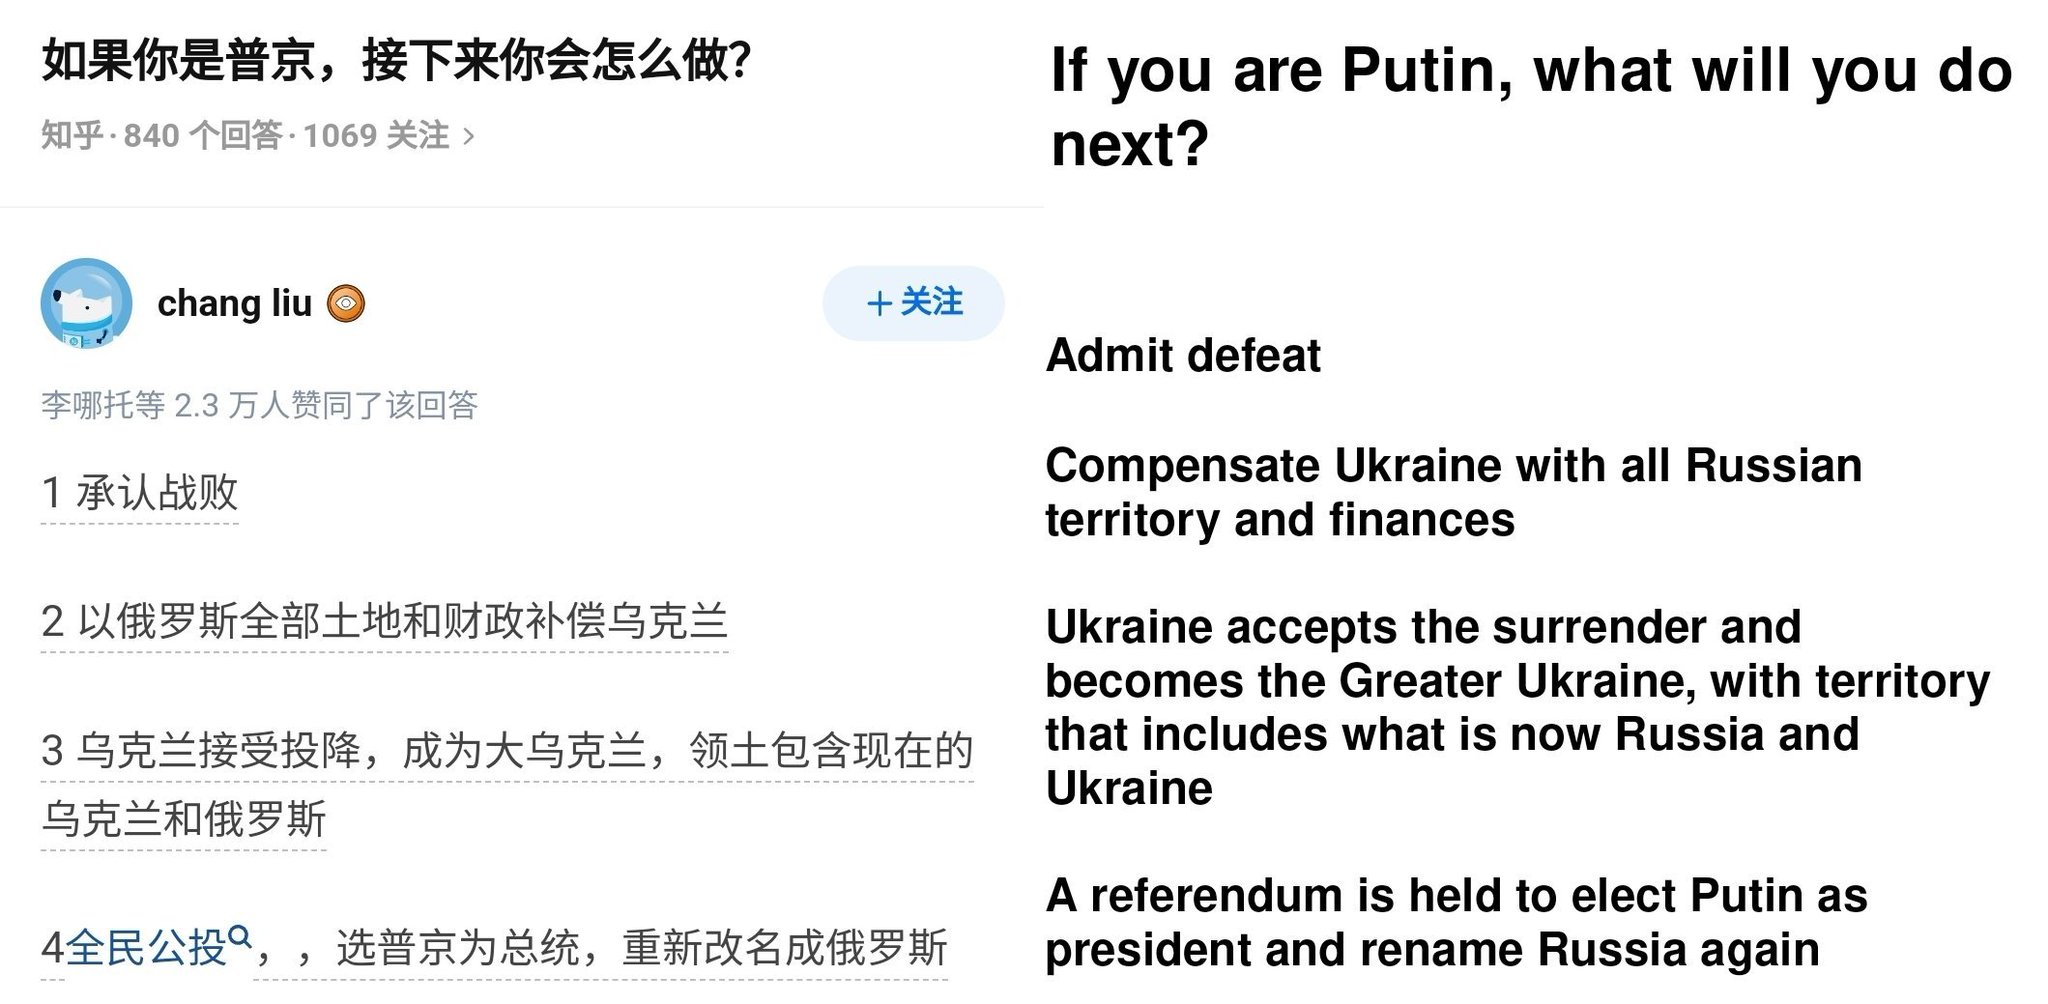 如果你是普京，接下来你会怎么做?
知乎·840 个回答·1069 关注 >
chang liu
+ 关注
李哪托等 2.3 万人赞同了该回答
1 承认战败
2 以俄罗斯全部土地和财政补偿乌克兰
3 乌克兰接受投降，成为大乌克兰，领土包含现在的
乌克兰和俄罗斯
4全民公投，，选普京为总统，重新改名成俄罗斯
If you are Putin, what will you do
next?
Admit defeat
Compensate Ukraine with all Russian
territory and finances
Ukraine accepts the surrender and
becomes the Greater Ukraine, with territory
that includes what is now Russia and
Ukraine
A referendum is held to elect Putin as
president and rename Russia again